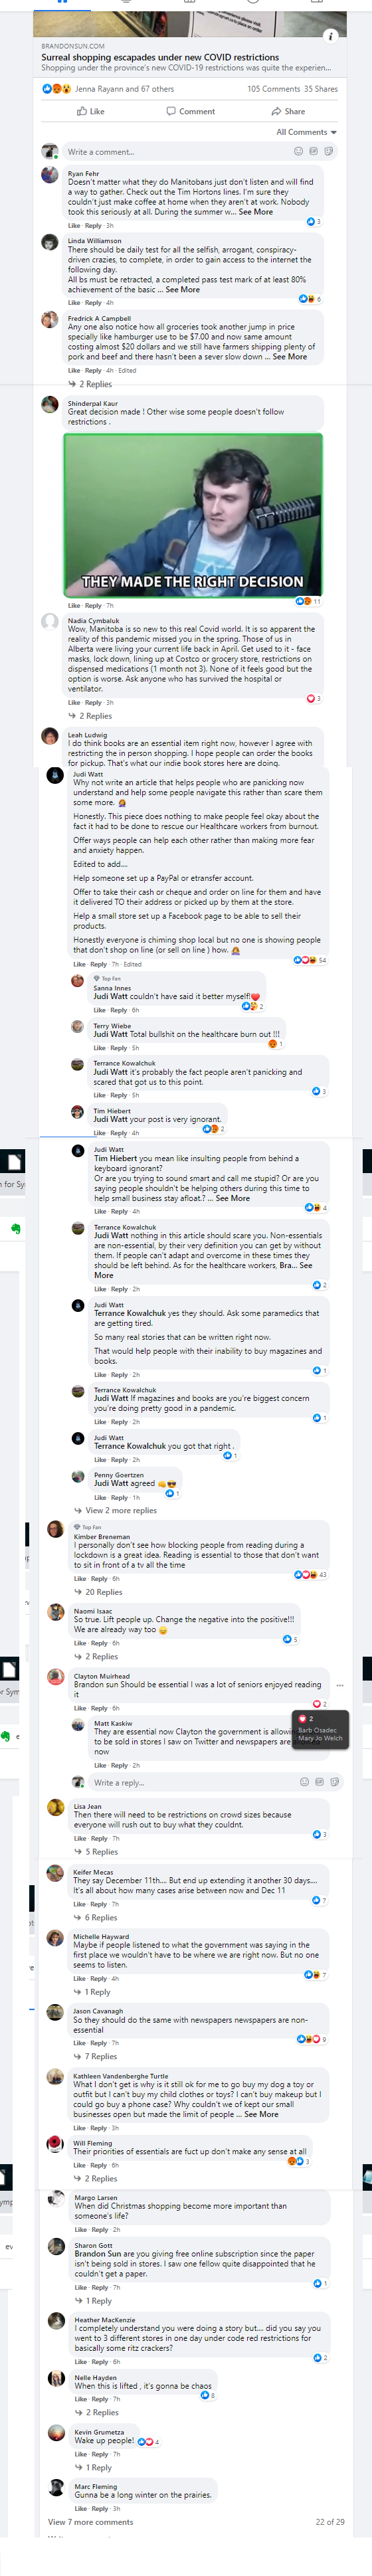 BRANDONSUN.COM
Surreal shopping escapades under new COVID restrictions
Shopping under the province's new COVID-19 restrictions was quite the experien...
Jenna Rayann and 67 others
105 Comments 35 Shares
Like
Comment
Share
All Comments
Write a comment...
Ryan Fehr
Doesn't matter what they do Manitobans just don't listen and will find
a way to gather. Check out the Tim Hortons lines. I'm sure they
couldn't just make coffee at home when they aren't at work. Nobody
took this seriously at all. During the summer w... See More
3
Like · Reply · 3h
Linda Williamson
There should be daily test for all the selfish, arrogant, conspiracy-
driven crazies, to complete, in order to gain access to the internet the
following day.
All bs must be retracted, a completed pass test mark of at least 80%
achievement of the basic ... See More
6
Like · Reply · 4h
Fredrick A Campbell
Any one also notice how all groceries took another jump in price
specially like hamburger use to be $7.00 and now same amount
costing almost $20 dollars and we still have farmers shipping plenty of
pork and beef and there hasn't been a sever slow down ... See More
Like · Reply · 4h · Edited
2 Replies
Shinderpal Kaur
Great decision made ! Other wise some people doesn't follow
restrictions .
THEY MADE THE RIGHT DECISION
11
Like · Reply · 7h
Nadia Cymbaluk
Wow, Manitoba is so new to this real Covid world. It is so apparent the
reality of this pandemic missed you in the spring. Those of us in
Alberta were living your current life back in April. Get used to it - face
masks, lock down, lining up at Costco or grocery store, restrictions on
dispensed medications (1 month not 3). None of it feels good but the
option is worse. Ask anyone who has survived the hospital or
ventilator.
3
Like · Reply · 3h
2 Replies
Leah Ludwig
I do think books are an essential item right now, however I agree with
restricting the in person shopping. I hope people can order the books
for pickup. That's what our indie book stores here are doing.
Judi Watt
Why not write an article that helps people who are panicking now
understand and help some people navigate this rather than scare them
some more.
Honestly. This piece does nothing to make people feel okay about the
fact it had to be done to rescue our Healthcare workers from burnout.
Offer ways people can help each other rather than making more fear
and anxiety happen.
Edited to add....
Help someone set up a PayPal or etransfer account.
Offer to take their cash or cheque and order on line for them and have
it delivered TO their address or picked up by them at the store.
Help a small store set up a Facebook page to be able to sell their
products.
Honestly everyone is chiming shop local but no one is showing people
that don't shop on line (or sell on line ) how.
54
Like · Reply · 7h · Edited
Top Fan
Sanna Innes
Judi Watt couldn't have said it better myself!
2
Like · Reply · 6h
Terry Wiebe
Judi Watt Total bullshit on the healthcare burn out !!!
1
Like · Reply · 5h
Terrance Kowalchuk
Judi Watt it's probably the fact people aren't panicking and
scared that got us to this point.
3
Like · Reply · 5h
Tim Hiebert
Judi Watt your post is very ignorant.
2
Like · Reply · 4h
Judi Watt
Tim Hiebert you mean like insulting people from behind a
keyboard ignorant?
Or are you trying to sound smart and call me stupid? Or are you
saying people shouldn't be helping others during this time to
help small business stay afloat.? ... See More
4
Like · Reply · 4h
Terrance Kowalchuk
Judi Watt nothing in this article should scare you. Non-essentials
are non-essential, by their very definition you can get by without
them. If people can't adapt and overcome in these times they
should be left behind. As for the healthcare workers, Bra... See
More
2
Like · Reply · 2h
Judi Watt
Terrance Kowalchuk yes they should. Ask some paramedics that
are getting tired.
So many real stories that can be written right now.
That would help people with their inability to buy magazines and
books.
1
Like · Reply · 2h
Terrance Kowalchuk
Judi Watt If magazines and books are you're biggest concern
you're doing pretty good in a pandemic.
1
Like · Reply · 2h
Judi Watt
Terrance Kowalchuk you got that right .
1
Like · Reply · 2h
Penny Goertzen
Judi Watt agreed
1
Like · Reply · 1h
View 2 more replies
Top Fan
Kimber Breneman
I personally don't see how blocking people from reading during a
lockdown is a great idea. Reading is essential to those that don't want
to sit in front of a tv all the time
43
Like · Reply · 6h
20 Replies
Naomi Isaac
So true. Lift people up. Change the negative into the positive!!!
We are already way too
5
Like · Reply · 6h
2 Replies
Clayton Muirhead
Brandon sun Should be essential I was a lot of seniors enjoyed reading
it
2
Like · Reply · 6h
2
Barb Osadec
Mary Jo Welch
Matt Kaskiw
They are essential now Clayton the government is allowin
to be sold in stores I saw on Twitter and newspapers are
now
Like · Reply · 2h
Write a reply...
Lisa Jean
Then there will need to be restrictions on crowd sizes because
everyone will rush out to buy what they couldnt.
3
Like · Reply · 7h
5 Replies
Keifer Mecas
They say December 11th.... But end up extending it another 30 days....
It's all about how many cases arise between now and Dec 11
7
Like · Reply · 7h
6 Replies
Michelle Hayward
Maybe if people listened to what the government was saying in the
first place we wouldn't have to be where we are right now. But no one
seems to listen.
7
Like · Reply · 4h
1 Reply
Jason Cavanagh
So they should do the same with newspapers newspapers are non-
essential
9
Like · Reply · 7h
7 Replies
Kathleen Vandenberghe Turtle
What I don't get is why is it still ok for me to go buy my dog a toy or
outfit but I can't buy my child clothes or toys? I can't buy makeup but I
could go buy a phone case? Why couldn't we of kept our small
businesses open but made the limit of people ... See More
Like · Reply · 3h
Will Fleming
Their priorities of essentials are fuct up don't make any sense at all
3
Like · Reply · 6h
2 Replies
Margo Larsen
When did Christmas shopping become more important than
someone's life?
Like · Reply · 2h
Sharon Gott
Brandon Sun are you giving free online subscription since the paper
isn't being sold in stores. I saw one fellow quite disappointed that he
couldn't get a paper.
1
Like · Reply · 7h
1 Reply
Heather MacKenzie
I completely understand you were doing a story but.... did you say you
went to 3 different stores in one day under code red restrictions for
basically some ritz crackers?
2
Like · Reply · 6h
Nelle Hayden
When this is lifted , it's gonna be chaos
8
Like · Reply · 7h
2 Replies
Kevin Grumetza
Wake up people!
4
Like · Reply · 7h
1 Reply
Marc Fleming
Gunna be a long winter on the prairies.
Like · Reply · 3h
View 7 more comments
22 of 29